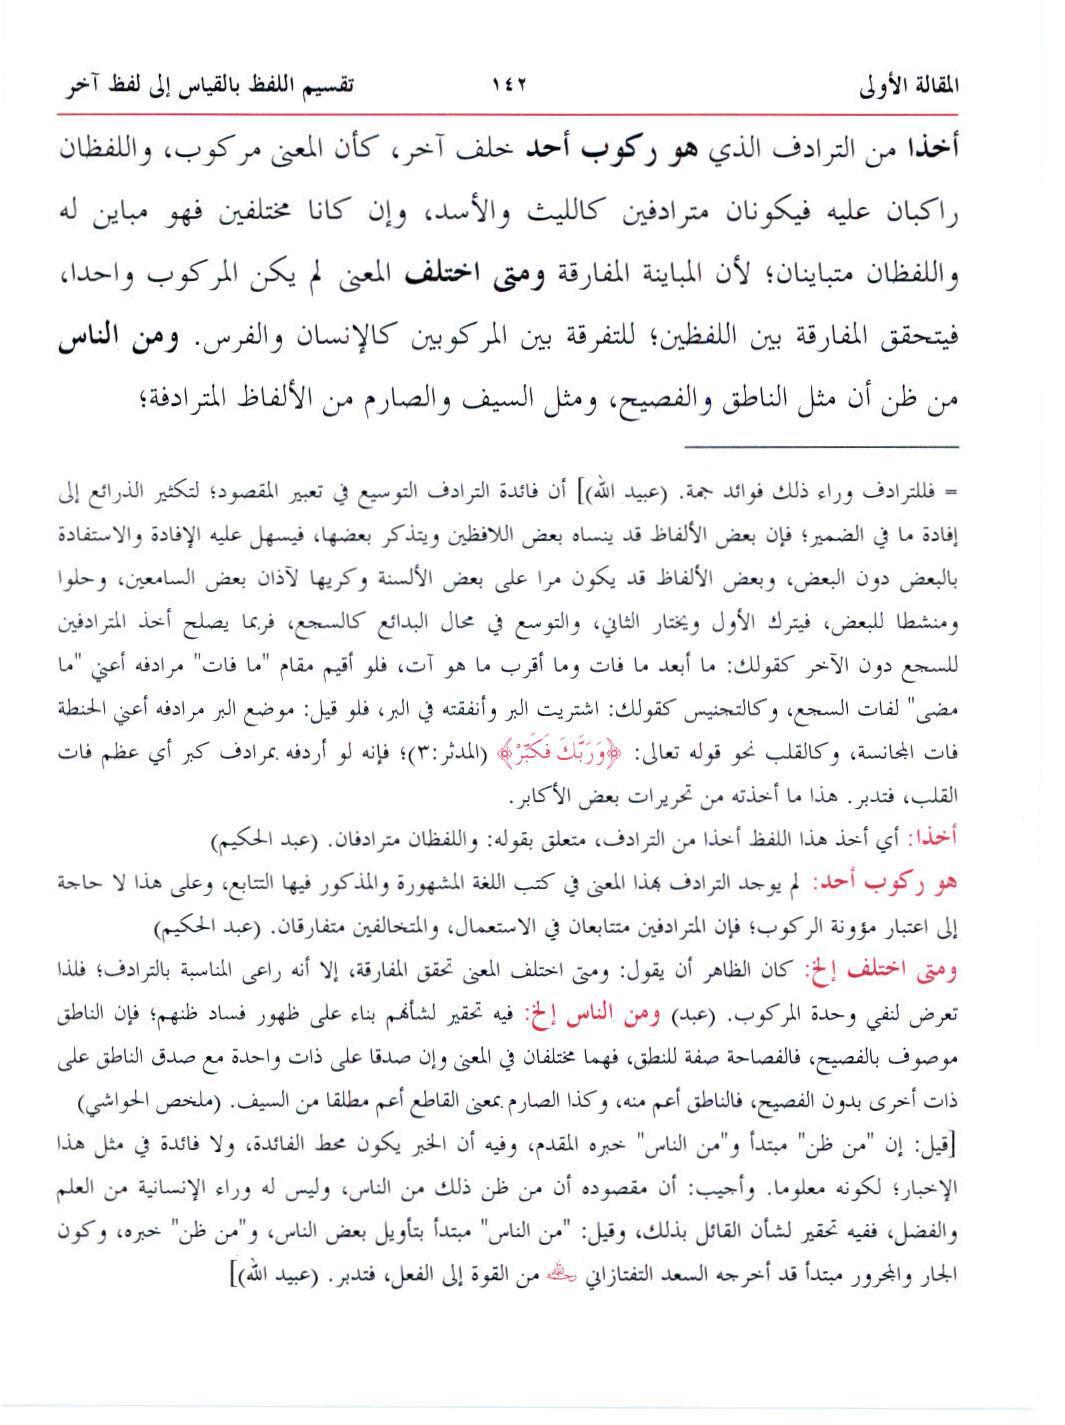 المقالة الأولى ١٤٢ تقسيم اللفظ بالقياس إلى لفظ آخر
أخذا من الترادف الذي هو ركوب أحد خلف آخر، كأن المعنى مركوب، واللفظان
راكبان عليه فيكونان مترادفين كالليث والأسد، وإن كانا مختلفين فهو مباين له
واللفظان متباينان؛ لأن المباينة المفارقة ومتى اختلف المعنى لم يكن المركوب واحدا،
فيتحقق المفارقة بين اللفظين؛ للتفرقة بين المركوبين كالإنسان والفرس. ومن الناس
من ظن أن مثل الناطق والفصيح، ومثل السيف والصارم من الألفاظ المترادفة؛
= فللترادف وراء ذلك فوائد جمة. (عبيد الله)] أن فائدة الترادف التوسيع في تعبير المقصود؛ لتكثير الذرائع إلى
إفادة ما في الضمير؛ فإن بعض الألفاظ قد ينساه بعض اللافظين ويتذكر بعضها، فيسهل عليه الإفادة والاستفادة
بالبعض دون البعض، وبعض الألفاظ قد يكون مرا على بعض الألسنة وكريها لآذان بعض السامعين، وحلوا
ومنشطا للبعض، فيترك الأول ويختار الثاني، والتوسع في محال البدائع كالسجع، فربما يصلح أخذ المترادفين
للسجع دون الآخر كقولك: ما أبعد ما فات وما أقرب ما هو آت، فلو أقيم مقام "ما فات" مرادفه أعني "ما
مضى" لفات السجع، وكالتجنيس كقولك: اشتريت البر وأنفقته في البر، فلو قيل: موضع البر مرادفه أعني الحنطة
فات المجانسة، وكالقلب نحو قوله تعالى: ﴿وَرَبَّكَ فَكَبِّرْ﴾ (المدثر:٣)؛ فإنه لو أردفه بمرادف كبر أي عظم فات
القلب، فتدبر. هذا ما أخذته من تحريرات بعض الأكابر.
أخذا: أي أخذ هذا اللفظ أخذا من الترادف، متعلق بقوله: واللفظان مترادفان. (عبد الحكيم)
هو ركوب أحد: لم يوجد الترادف بهذا المعنى في كتب اللغة المشهورة والمذكور فيها التتابع، وعلى هذا لا حاجة
إلى اعتبار مؤونة الركوب؛ فإن المترادفين متتابعان في الاستعمال، والمتخالفين متفارقان. (عبد الحكيم)
ومتى اختلف إلخ: كان الظاهر أن يقول: ومتى اختلف المعنى تحقق المفارقة، إلا أنه راعى المناسبة بالترادف؛ فلذا
تعرض لنفي وحدة المركوب. (عبد) ومن الناس إلخ: فيه تحقير لشأنهم بناء على ظهور فساد ظنهم؛ فإن الناطق
موصوف بالفصيح، فالفصاحة صفة للنطق، فهما مختلفان في المعنى وإن صدقا على ذات واحدة مع صدق الناطق على
ذات أخرى بدون الفصيح، فالناطق أعم منه، وكذا الصارم بمعنى القاطع أعم مطلقا من السيف. (ملخص الحواشي)
[قيل: إن "من ظن" مبتدأ و"من الناس" خبره المقدم، وفيه أن الخبر يكون محط الفائدة، ولا فائدة في مثل هذا
الإخبار؛ لكونه معلوما. وأجيب: أن مقصوده أن من ظن ذلك من الناس، وليس له وراء الإنسانية من العلم
والفضل، ففيه تحقير لشأن القائل بذلك، وقيل: "من الناس" مبتدأ بتأويل بعض الناس، و"من ظن" خبره، وكون
الجار والمجرور مبتدأ قد أخرجه السعد التفتازاني من القوة إلى الفعل، فتدبر. (عبيد الله)]